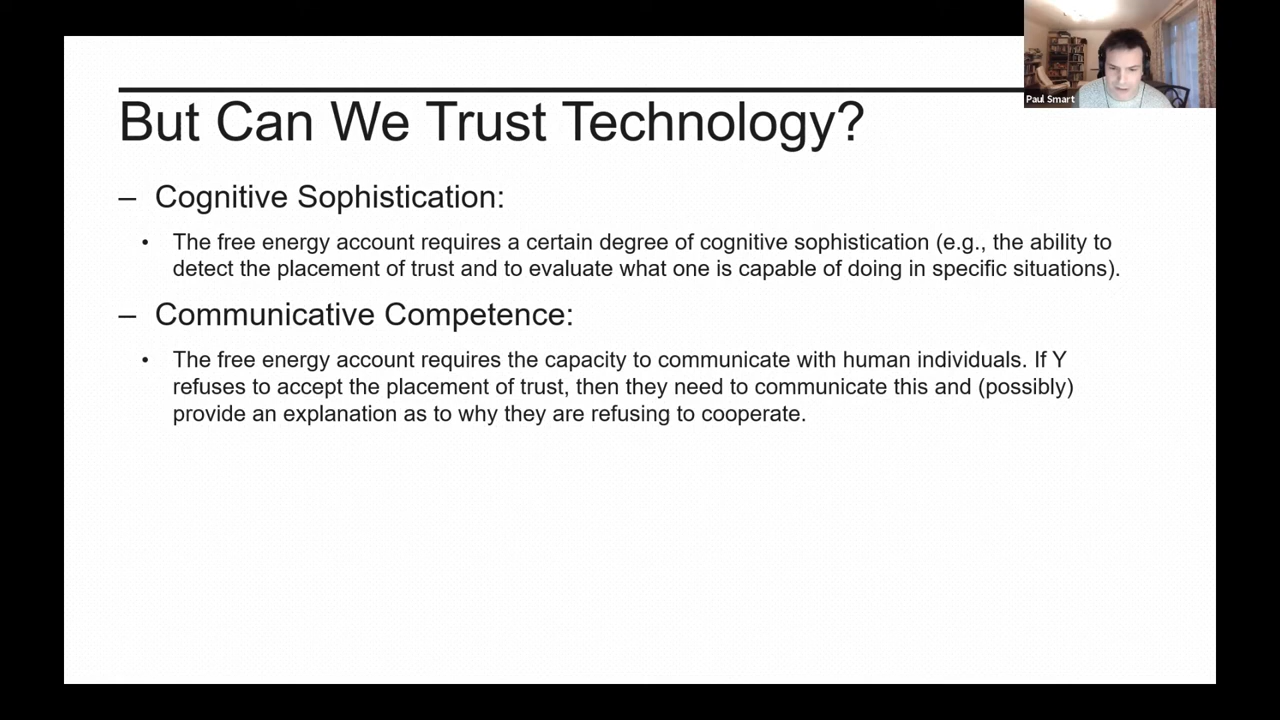 Paul Smart
But Can We Trust Technology?
– Cognitive Sophistication:
• The free energy account requires a certain degree of cognitive sophistication (e.g., the ability to
detect the placement of trust and to evaluate what one is capable of doing in specific situations).
– Communicative Competence:
• The free energy account requires the capacity to communicate with human individuals. If Y
refuses to accept the placement of trust, then they need to communicate this and (possibly)
provide an explanation as to why they are refusing to cooperate.